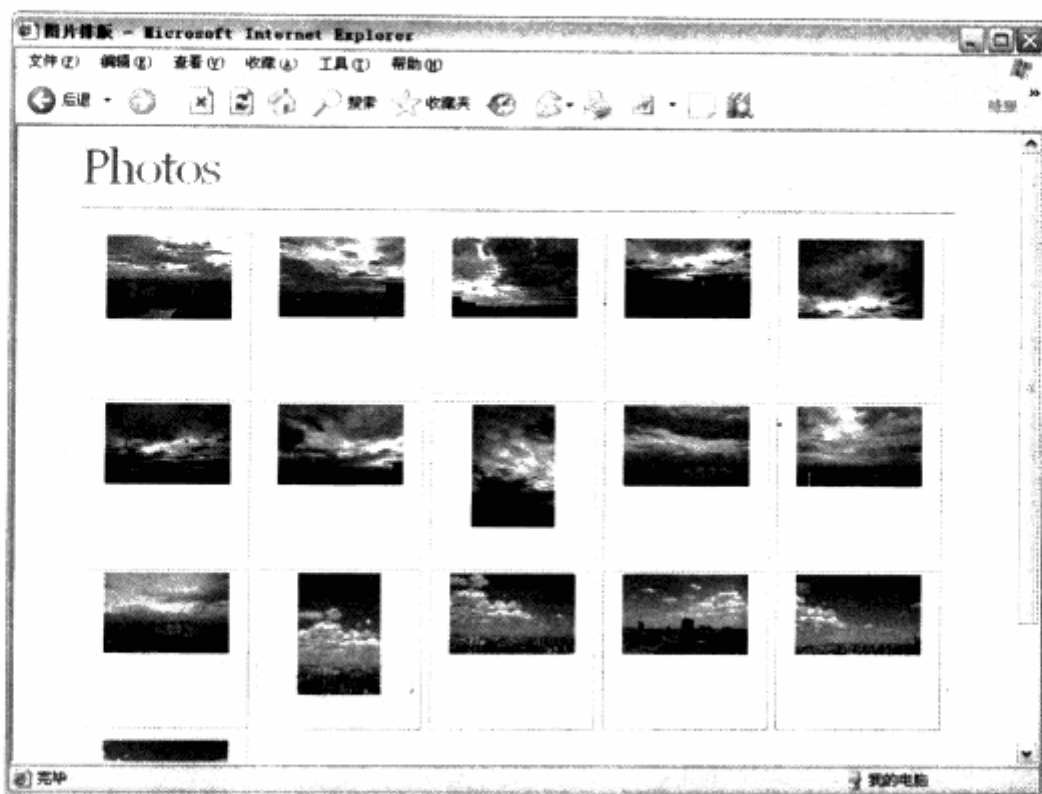 图片排版 - Microsoft Internet Explorer
文件(F) 编辑(E) 查看(V) 收藏(A) 工具(T) 帮助(H)
后退 搜索 收藏夹 »
Photos
完毕 我的电脑